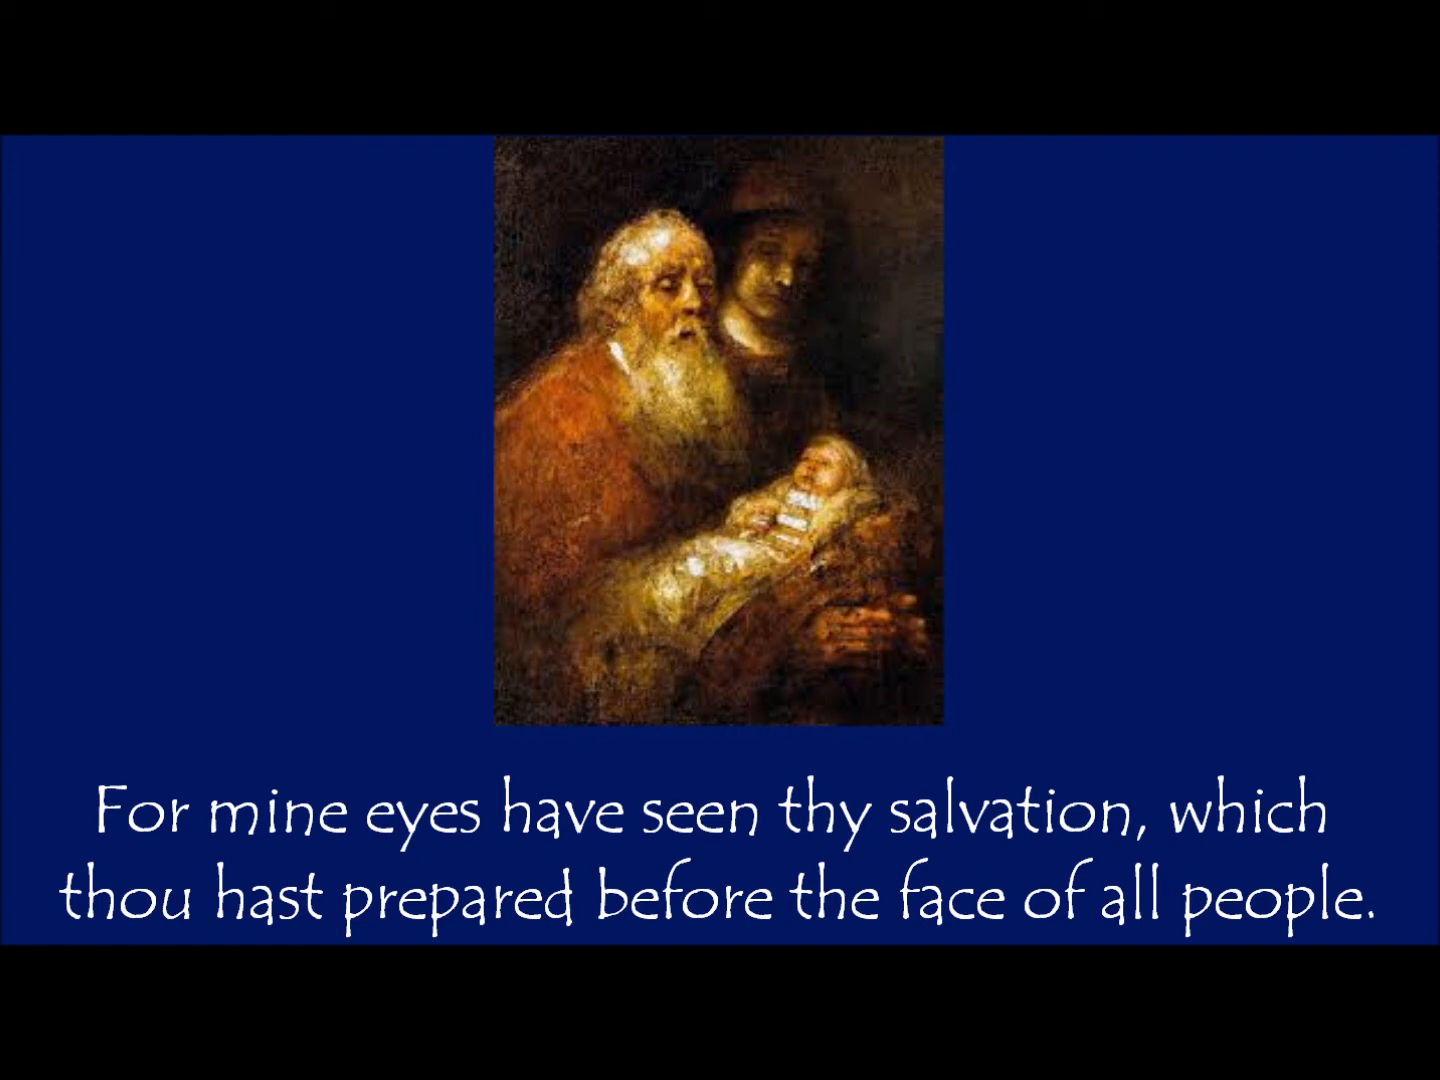 For mine eyes have seen thy salvation, which
thou hast prepared before the face of all people.